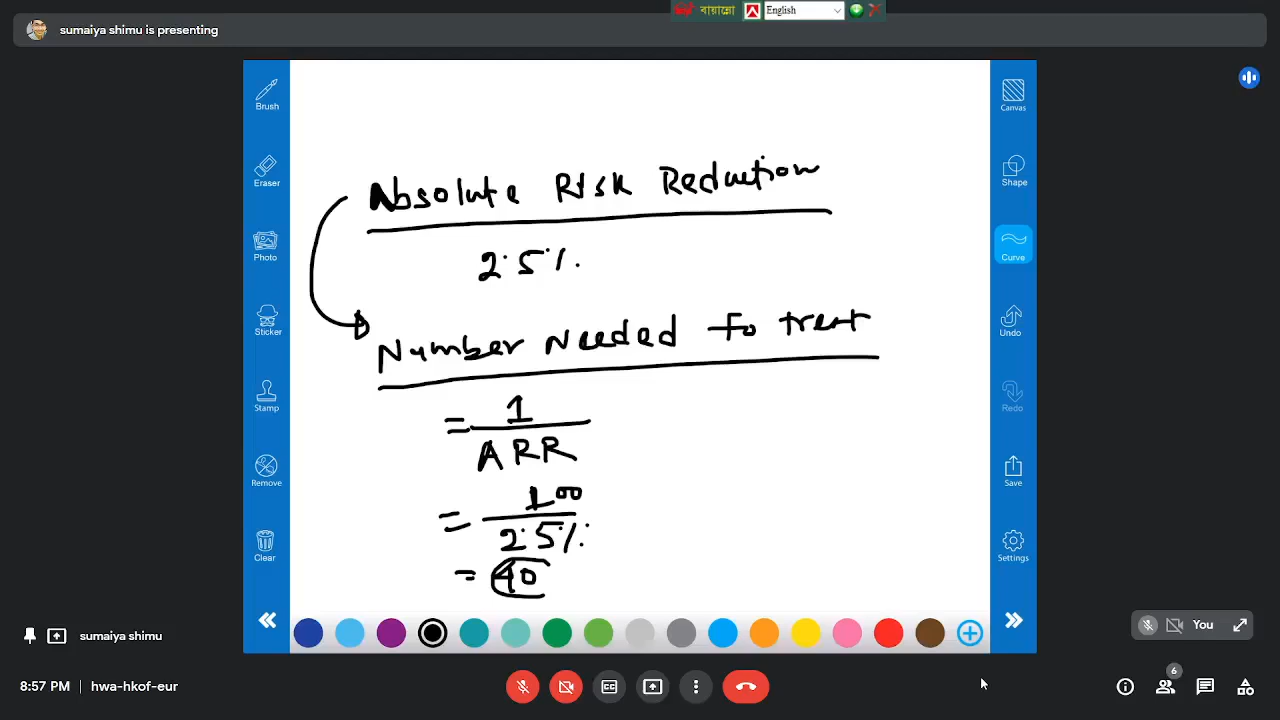 বায়ান্নো English
sumaiya shimu is presenting
Brush
Eraser
Photo
Sticker
Stamp
Remove
Clear
Canvas
Shape
Curve
Undo
Redo
Save
Settings
Absolute Risk Reduction
2.5%
Number Needed to treat
= 1
ARR
= 100
2.5%
= 40
sumaiya shimu
You
8:57 PM | hwa-hkof-eur
6